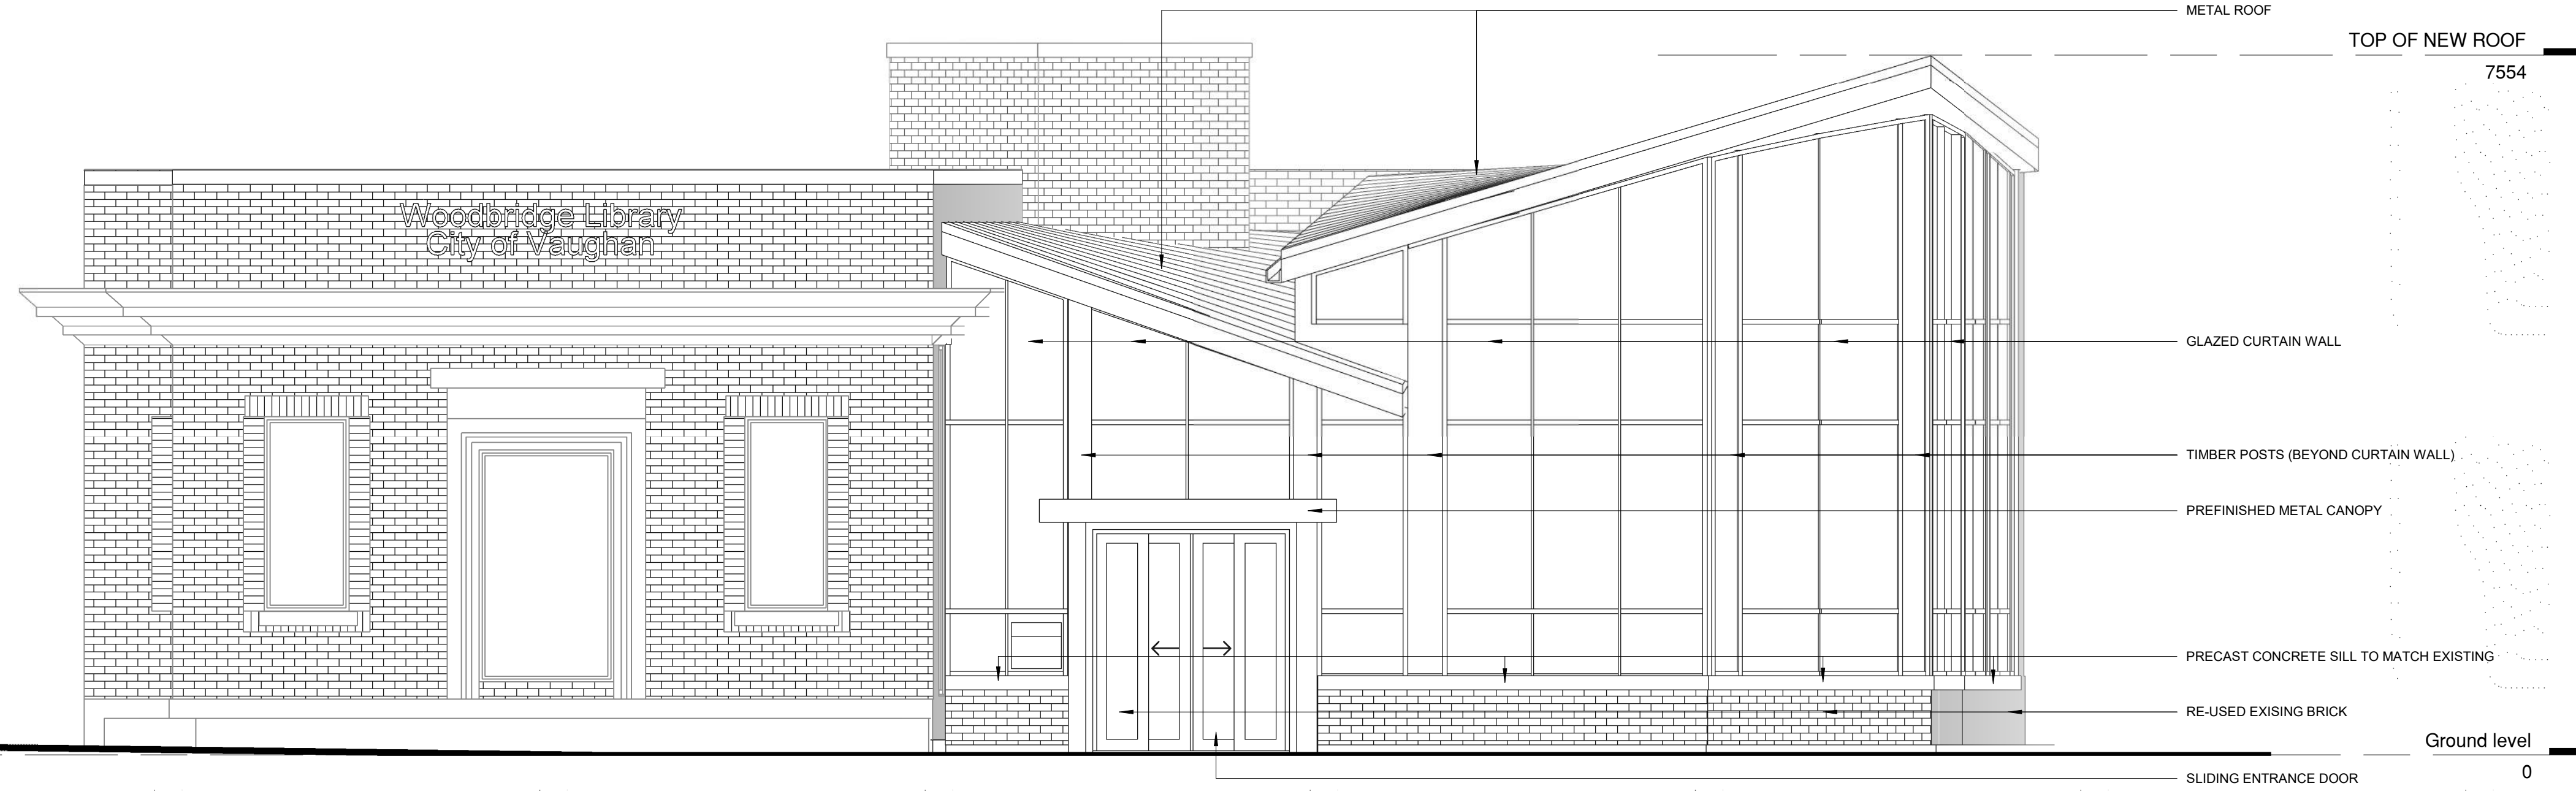 METAL ROOF
TOP OF NEW ROOF
7554
Woodbridge Library
City of Vaughan
GLAZED CURTAIN WALL
TIMBER POSTS (BEYOND CURTAIN WALL)
PREFINISHED METAL CANOPY
PRECAST CONCRETE SILL TO MATCH EXISTING
RE-USED EXISING BRICK
Ground level
0
SLIDING ENTRANCE DOOR